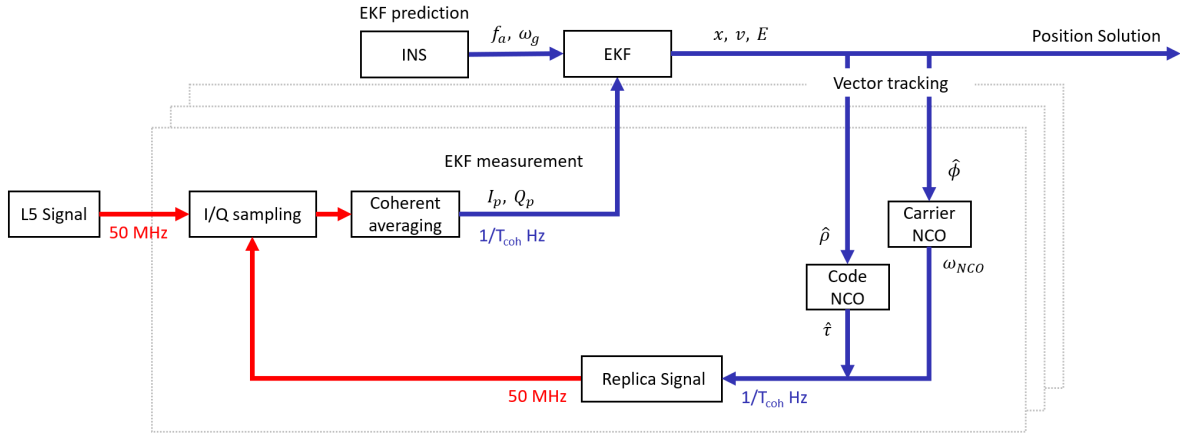 EKF prediction
INS
f_a, ω_g
EKF
x, v, E
Position Solution
Vector tracking
EKF measurement
L5 Signal
50 MHz
I/Q sampling
Coherent
averaging
I_p, Q_p
1/T_coh Hz
ϕ̂
Carrier
NCO
ω_NCO
ρ̂
Code
NCO
τ̂
Replica Signal
50 MHz
1/T_coh Hz